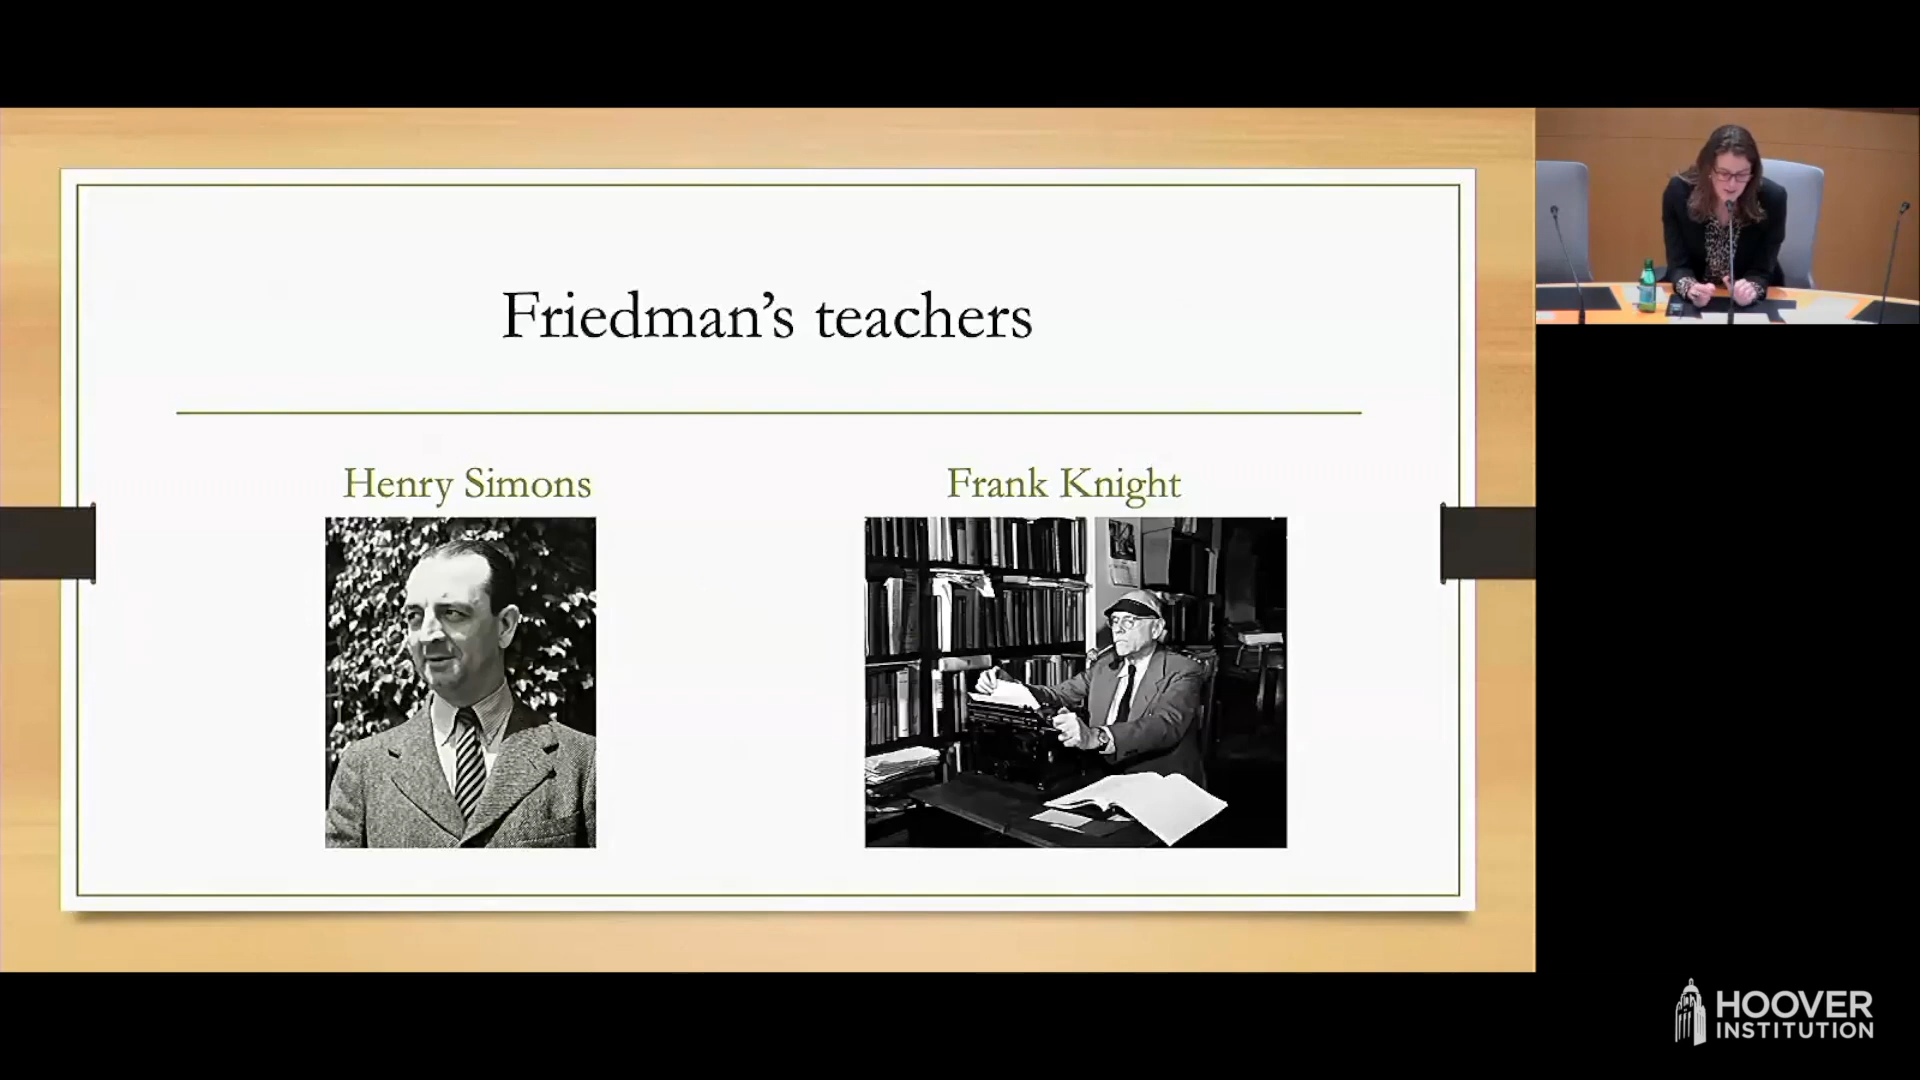 Friedman’s teachers
Henry Simons
Frank Knight
HOOVER
INSTITUTION